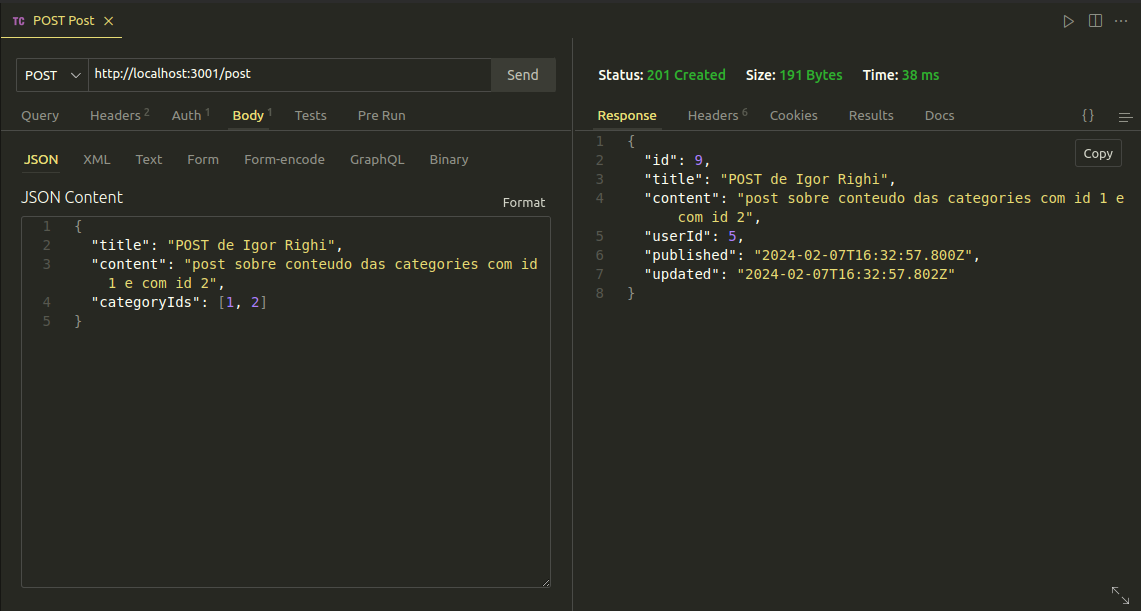 TC POST Post
POST http://localhost:3001/post Send
Query Headers 2 Auth 1 Body 1 Tests Pre Run
JSON XML Text Form Form-encode GraphQL Binary
JSON Content
Format
1 {
2 "title": "POST de Igor Righi",
3 "content": "post sobre conteudo das categories com id
1 e com id 2",
4 "categoryIds": [1, 2]
5 }
Status: 201 Created Size: 191 Bytes Time: 38 ms
Response Headers 6 Cookies Results Docs {}
Copy
1 {
2 "id": 9,
3 "title": "POST de Igor Righi",
4 "content": "post sobre conteudo das categories com id 1 e
com id 2",
5 "userId": 5,
6 "published": "2024-02-07T16:32:57.800Z",
7 "updated": "2024-02-07T16:32:57.802Z"
8 }